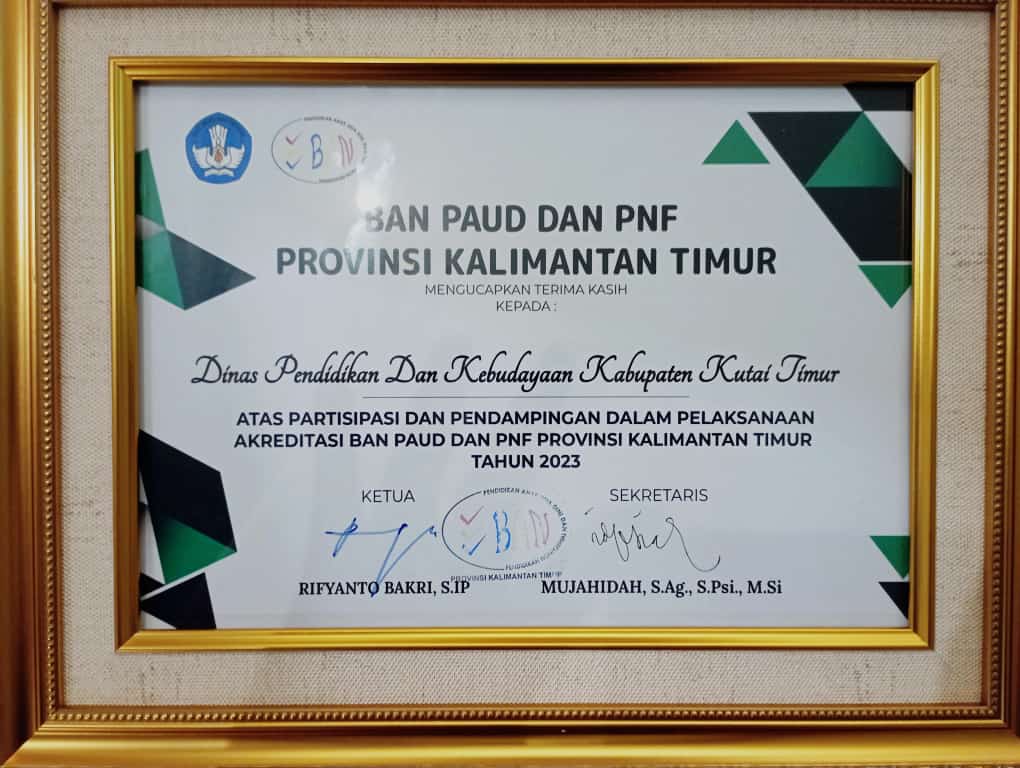 BAN PAUD DAN PNF
PROVINSI KALIMANTAN TIMUR
MENGUCAPKAN TERIMA KASIH
KEPADA :
Dinas Pendidikan Dan Kebudayaan Kabupaten Kutai Timur
ATAS PARTISIPASI DAN PENDAMPINGAN DALAM PELAKSANAAN
AKREDITASI BAN PAUD DAN PNF PROVINSI KALIMANTAN TIMUR
TAHUN 2023
KETUA
SEKRETARIS
BAN
PROVINSI KALIMANTAN TIMUR
RIFYANTO BAKRI, S.IP
MUJAHIDAH, S.Ag., S.Psi., M.Si